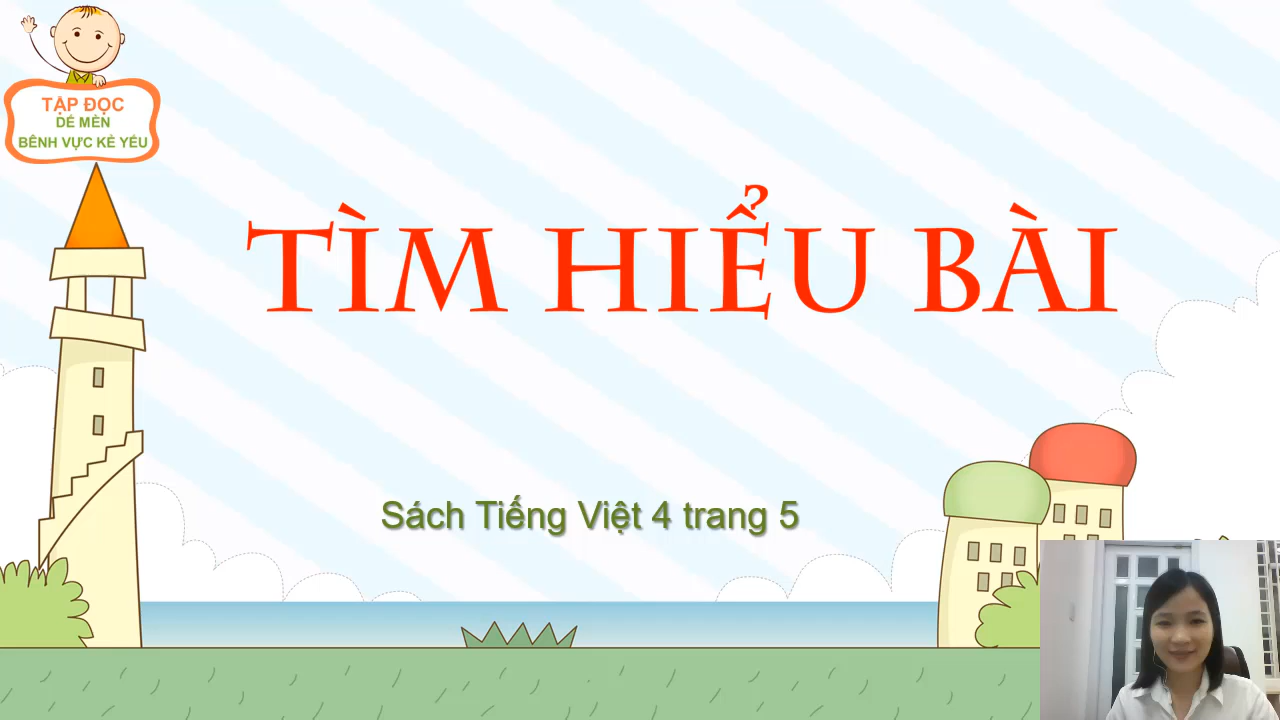 TẬP ĐỌC
DẾ MÈN
BÊNH VỰC KẺ YẾU
TÌM HIỂU BÀI
Sách Tiếng Việt 4 trang 5